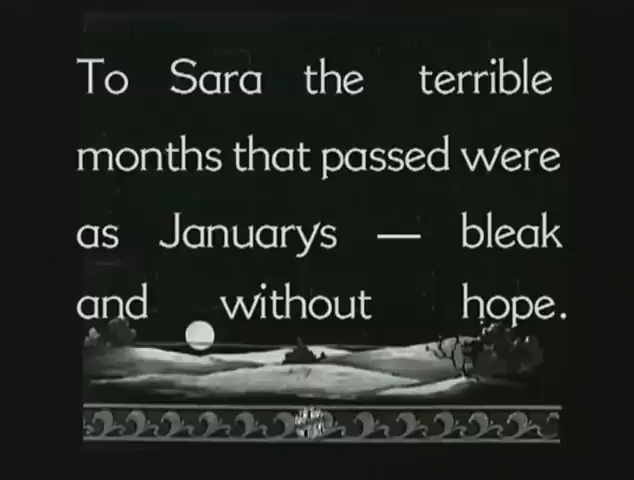 To Sara the terrible
months that passed were
as Januarys — bleak
and without hope.